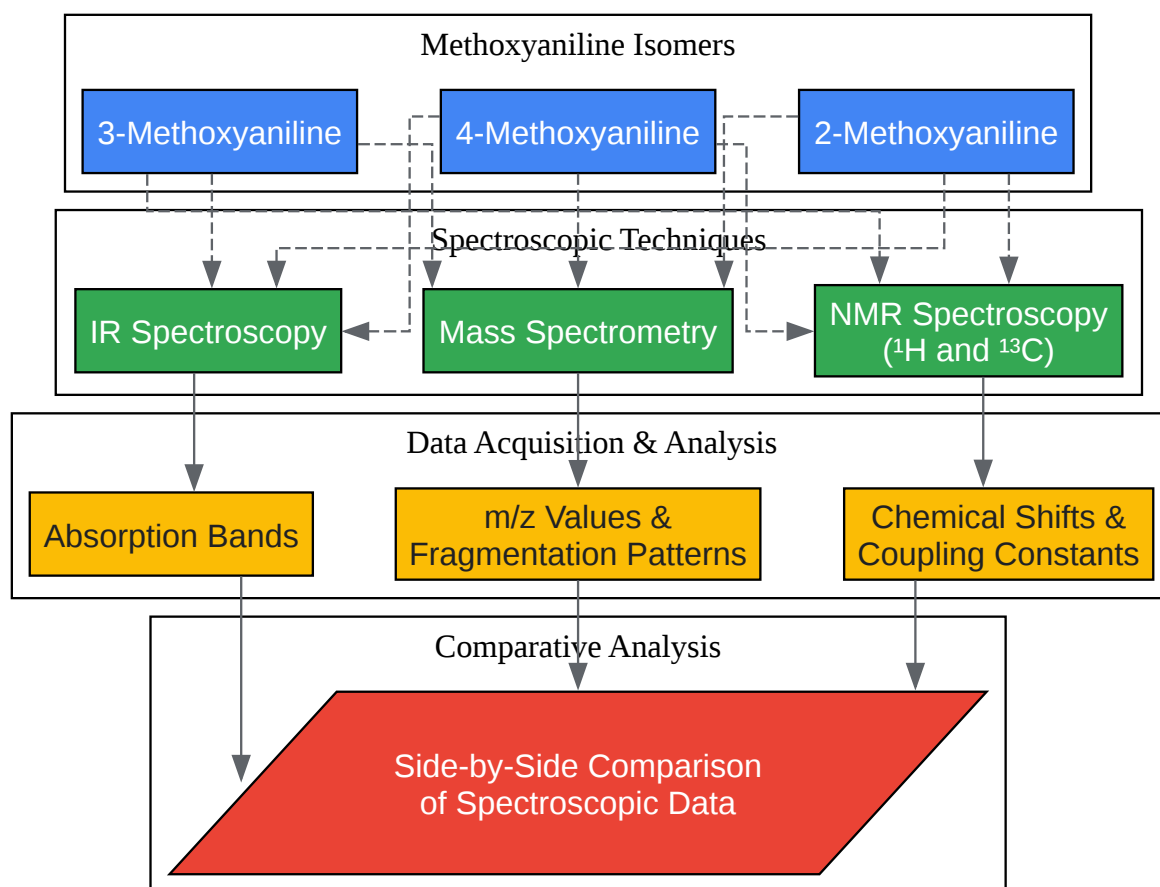 Methoxyaniline Isomers
3-Methoxyaniline
4-Methoxyaniline
2-Methoxyaniline
Spectroscopic Techniques
IR Spectroscopy
Mass Spectrometry
NMR Spectroscopy
(¹H and ¹³C)
Data Acquisition & Analysis
Absorption Bands
m/z Values &
Fragmentation Patterns
Chemical Shifts &
Coupling Constants
Comparative Analysis
Side-by-Side Comparison
of Spectroscopic Data